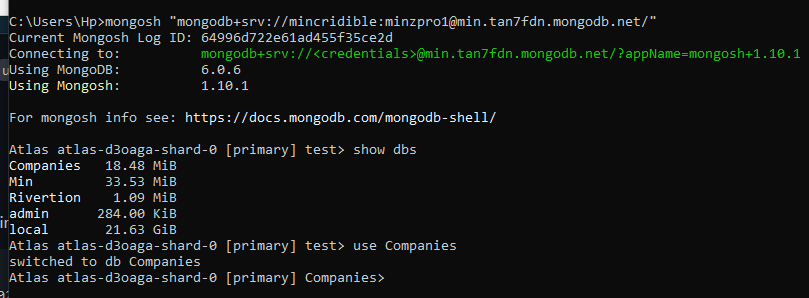 C:\Users\Hp>mongosh "mongodb+srv://mincridible:minzpro1@min.tan7fdn.mongodb.net/"
Current Mongosh Log ID: 64996d722e61ad455f35ce2d
Connecting to: mongodb+srv://<credentials>@min.tan7fdn.mongodb.net/?appName=mongosh+1.10.1
Using MongoDB: 6.0.6
Using Mongosh: 1.10.1
For mongosh info see: https://docs.mongodb.com/mongodb-shell/
Atlas atlas-d3oaga-shard-0 [primary] test> show dbs
Companies 18.48 MiB
Min 33.53 MiB
Rivertion 1.09 MiB
admin 284.00 KiB
local 21.63 GiB
Atlas atlas-d3oaga-shard-0 [primary] test> use Companies
switched to db Companies
Atlas atlas-d3oaga-shard-0 [primary] Companies>